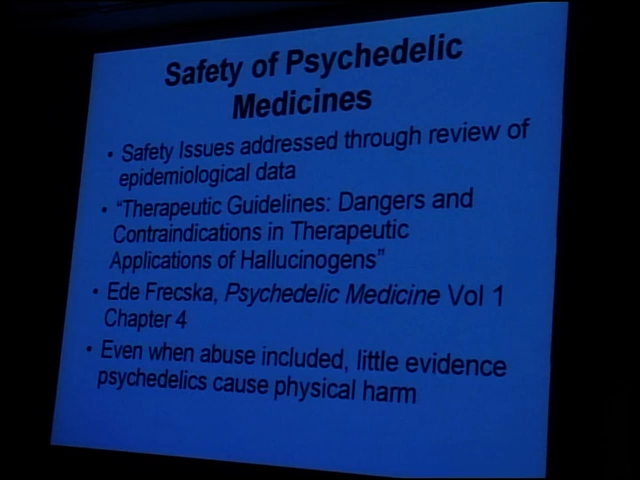 Safety of Psychedelic
Medicines
• Safety Issues addressed through review of
epidemiological data
• “Therapeutic Guidelines: Dangers and
Contraindications in Therapeutic
Applications of Hallucinogens”
• Ede Frecska, Psychedelic Medicine Vol 1
Chapter 4
• Even when abuse included, little evidence
psychedelics cause physical harm